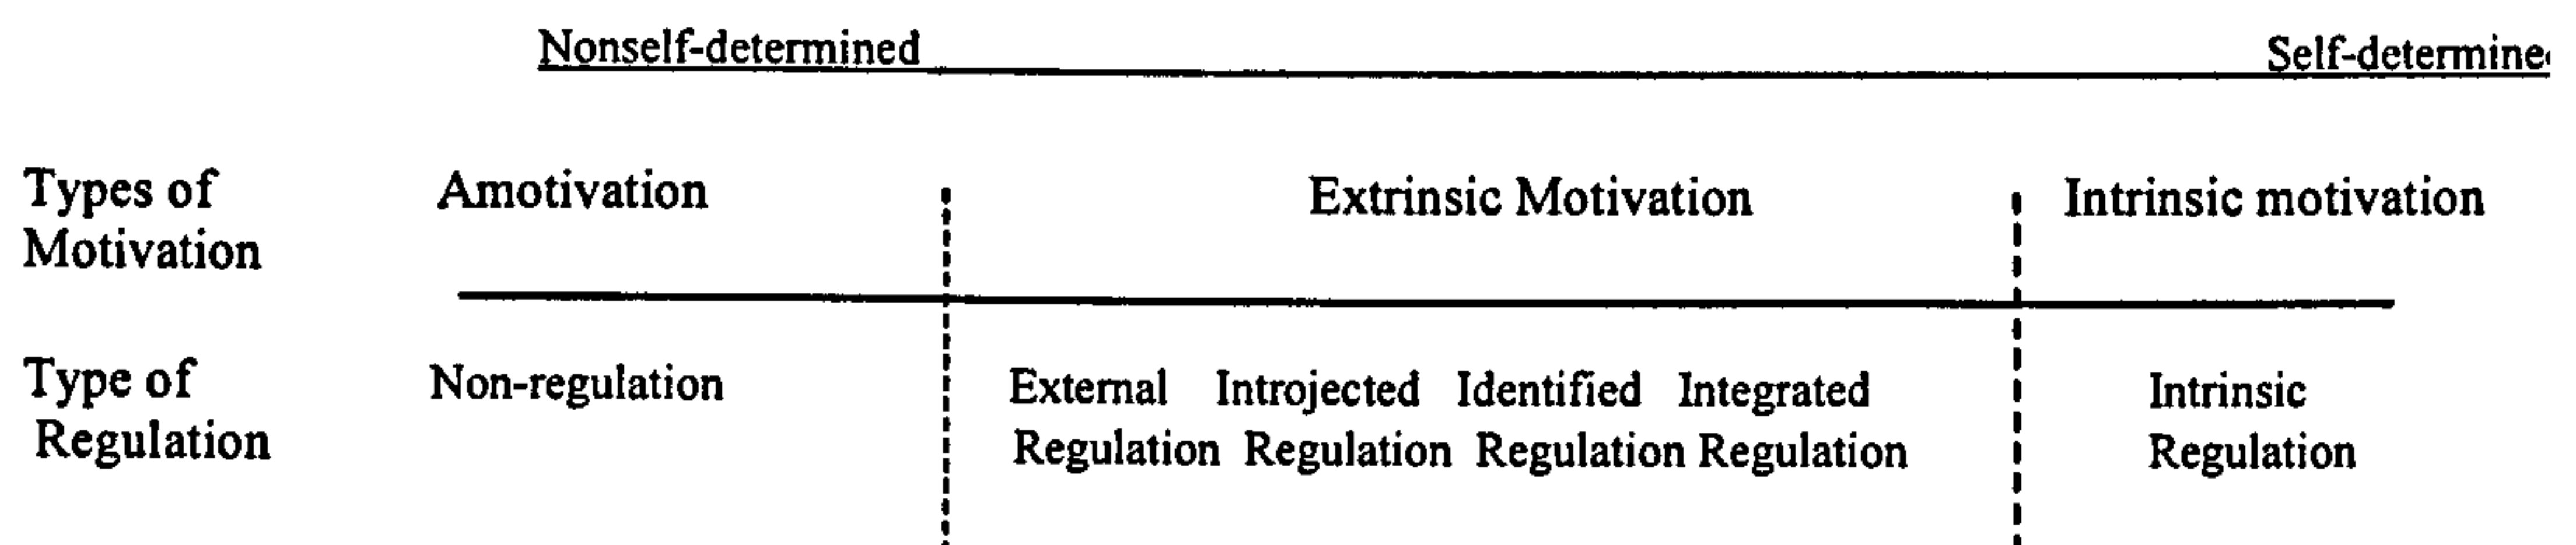 Nonself-determined Self-determine
Types of Motivation Amotivation Extrinsic Motivation Intrinsic motivation
Type of Regulation Non-regulation External Regulation Introjected Regulation Identified Regulation Integrated Regulation Intrinsic Regulation